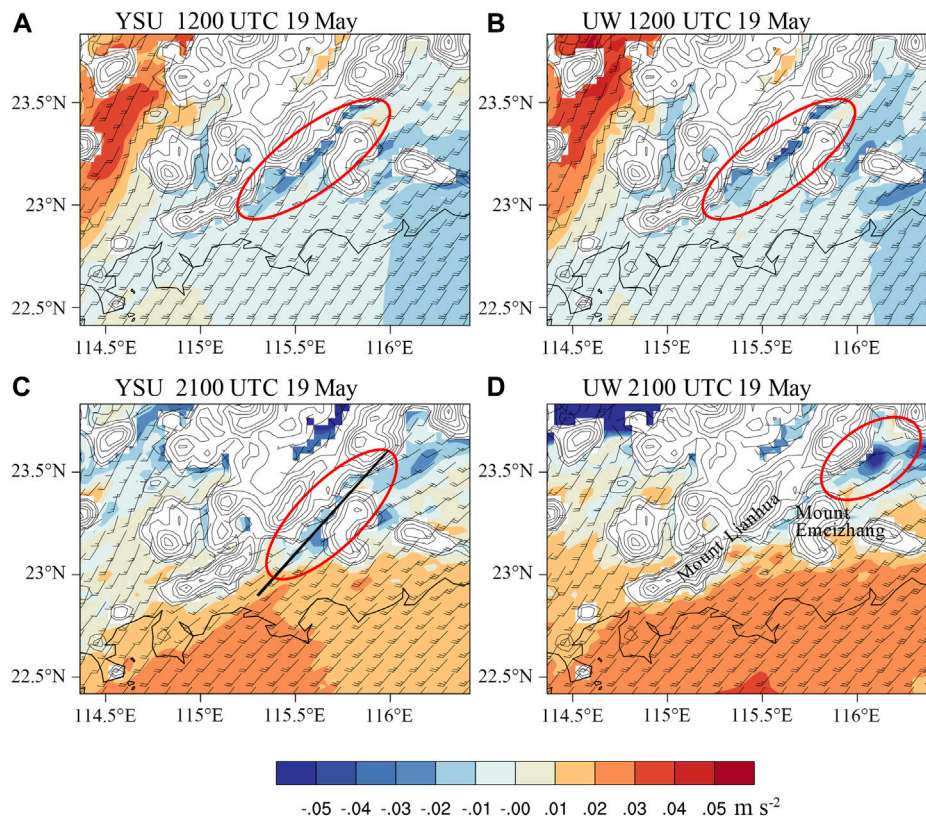 A YSU 1200 UTC 19 May
B UW 1200 UTC 19 May
23.5°N
23°N
22.5°N
114.5°E 115°E 115.5°E 116°E
23.5°N
23°N
22.5°N
114.5°E 115°E 115.5°E 116°E
C YSU 2100 UTC 19 May
D UW 2100 UTC 19 May
23.5°N
23°N
22.5°N
114.5°E 115°E 115.5°E 116°E
23.5°N
Mount Lianhua
Mount
Emeizhang
23°N
22.5°N
114.5°E 115°E 115.5°E 116°E
-.05 -.04 -.03 -.02 -.01 -.00 .01 .02 .03 .04 .05 m s⁻²